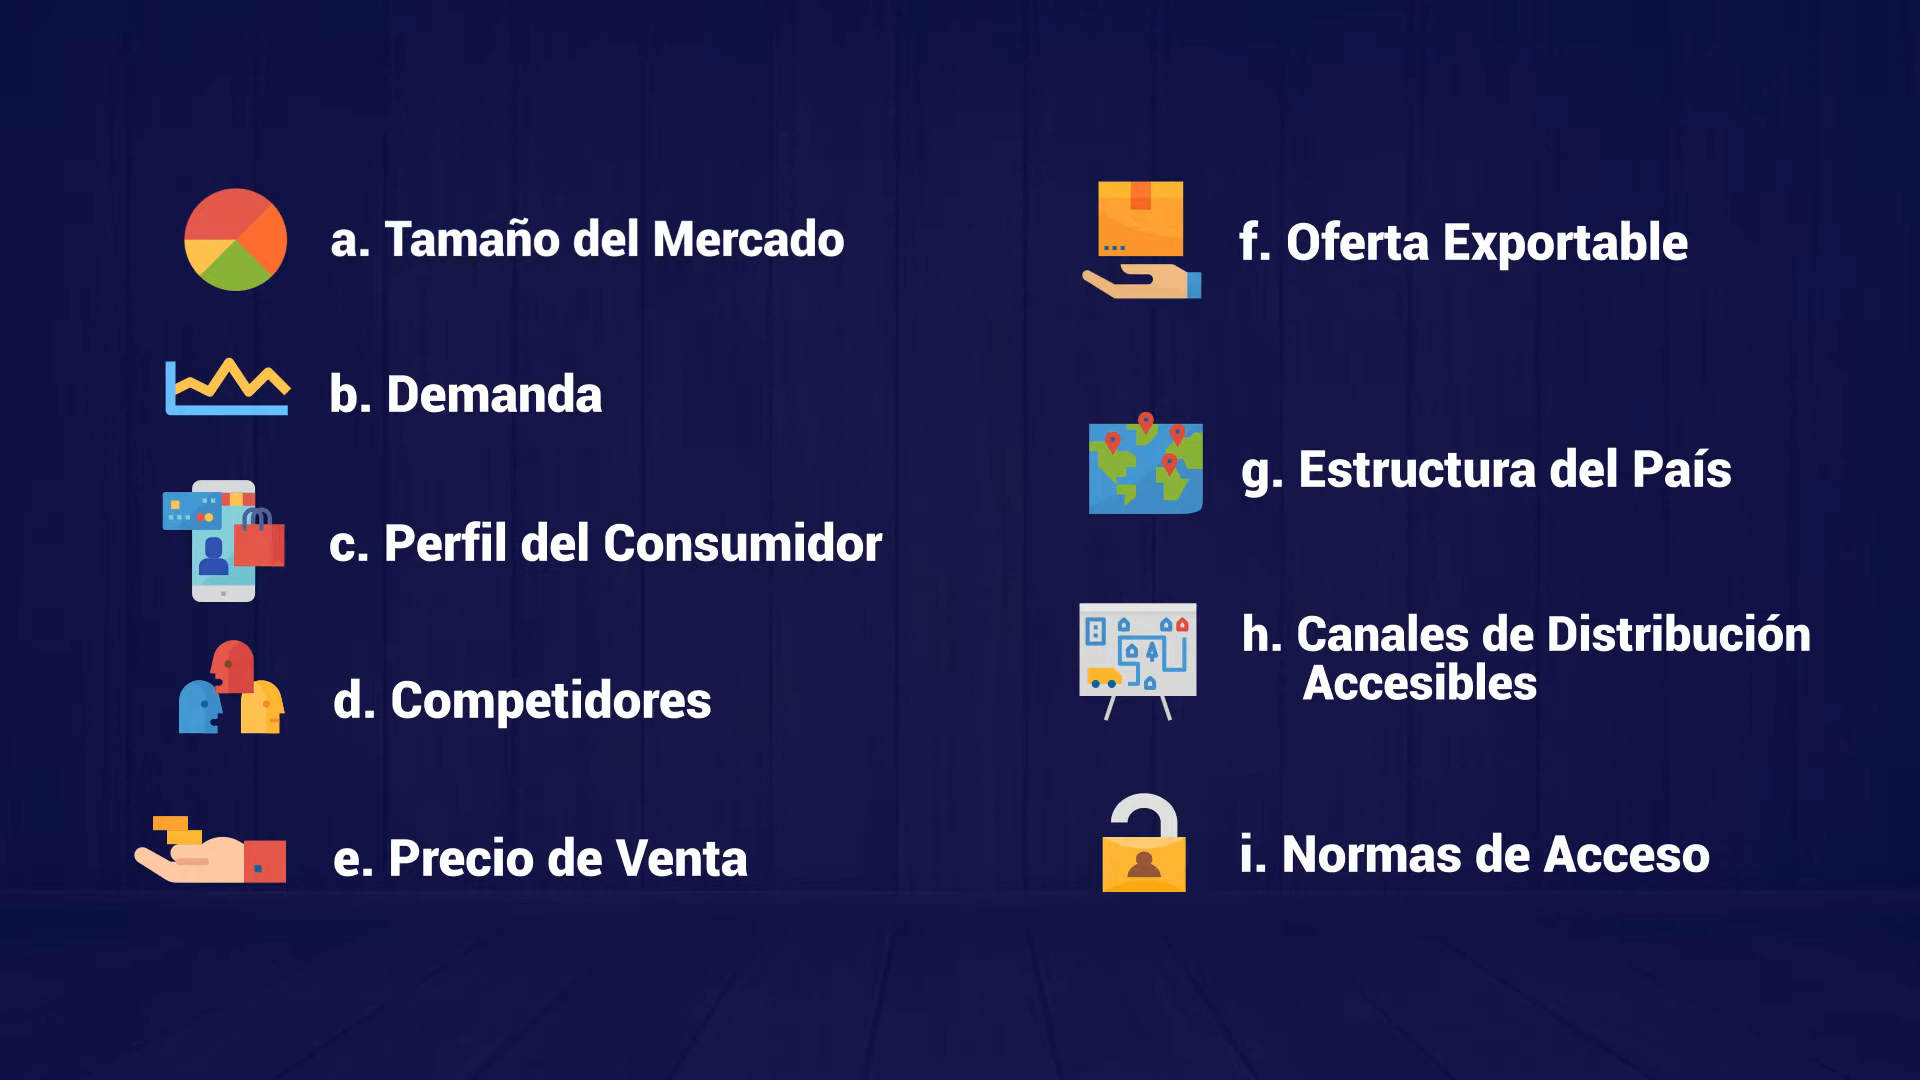 a. Tamaño del Mercado
b. Demanda
c. Perfil del Consumidor
d. Competidores
e. Precio de Venta
f. Oferta Exportable
g. Estructura del País
h. Canales de Distribución
Accesibles
i. Normas de Acceso